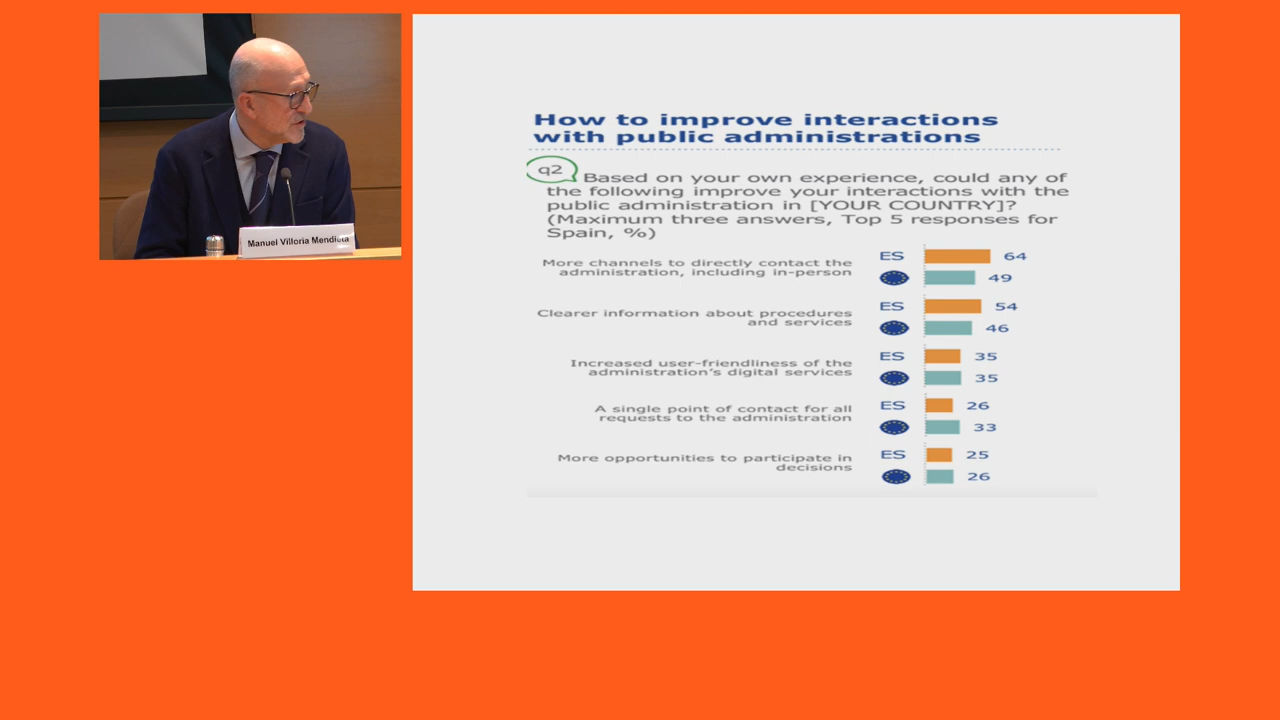 Manuel Villoria Mendieta
How to improve interactions
with public administrations
q2
Based on your own experience, could any of
the following improve your interactions with the
public administration in [YOUR COUNTRY]?
(Maximum three answers, Top 5 responses for
Spain, %)
More channels to directly contact the
administration, including in-person
ES 64
49
Clearer information about procedures
and services
ES 54
46
Increased user-friendliness of the
administration's digital services
ES 35
35
A single point of contact for all
requests to the administration
ES 26
33
More opportunities to participate in
decisions
ES 25
26